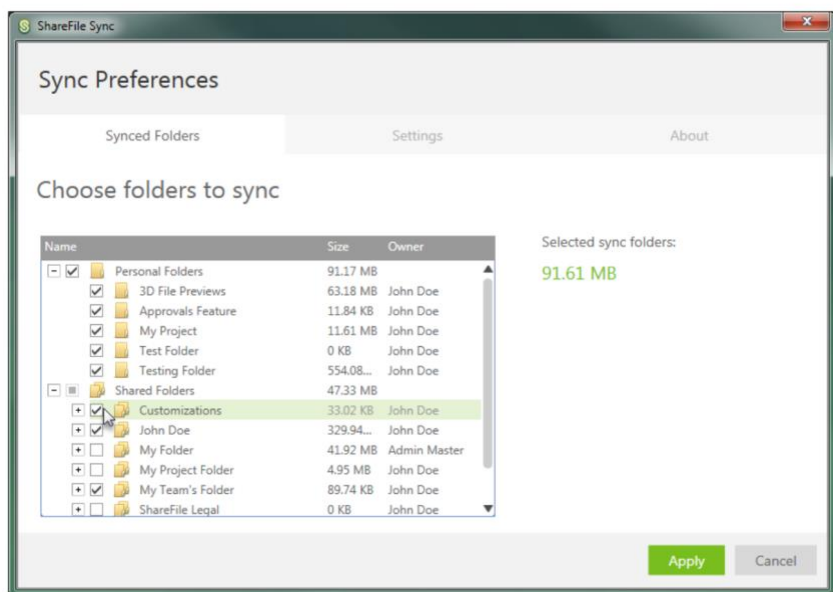 ShareFile Sync
Sync Preferences
Synced Folders Settings About
Choose folders to sync
Name Size Owner
Personal Folders 91.17 MB
3D File Previews 63.18 MB John Doe
Approvals Feature 11.84 KB John Doe
My Project 11.61 MB John Doe
Test Folder 0 KB John Doe
Testing Folder 554.08... John Doe
Shared Folders 47.33 MB
Customizations 33.02 KB John Doe
John Doe 329.94... John Doe
My Folder 41.92 MB Admin Master
My Project Folder 4.95 MB John Doe
My Team's Folder 89.74 KB John Doe
ShareFile Legal 0 KB John Doe
Selected sync folders:
91.61 MB
Apply Cancel